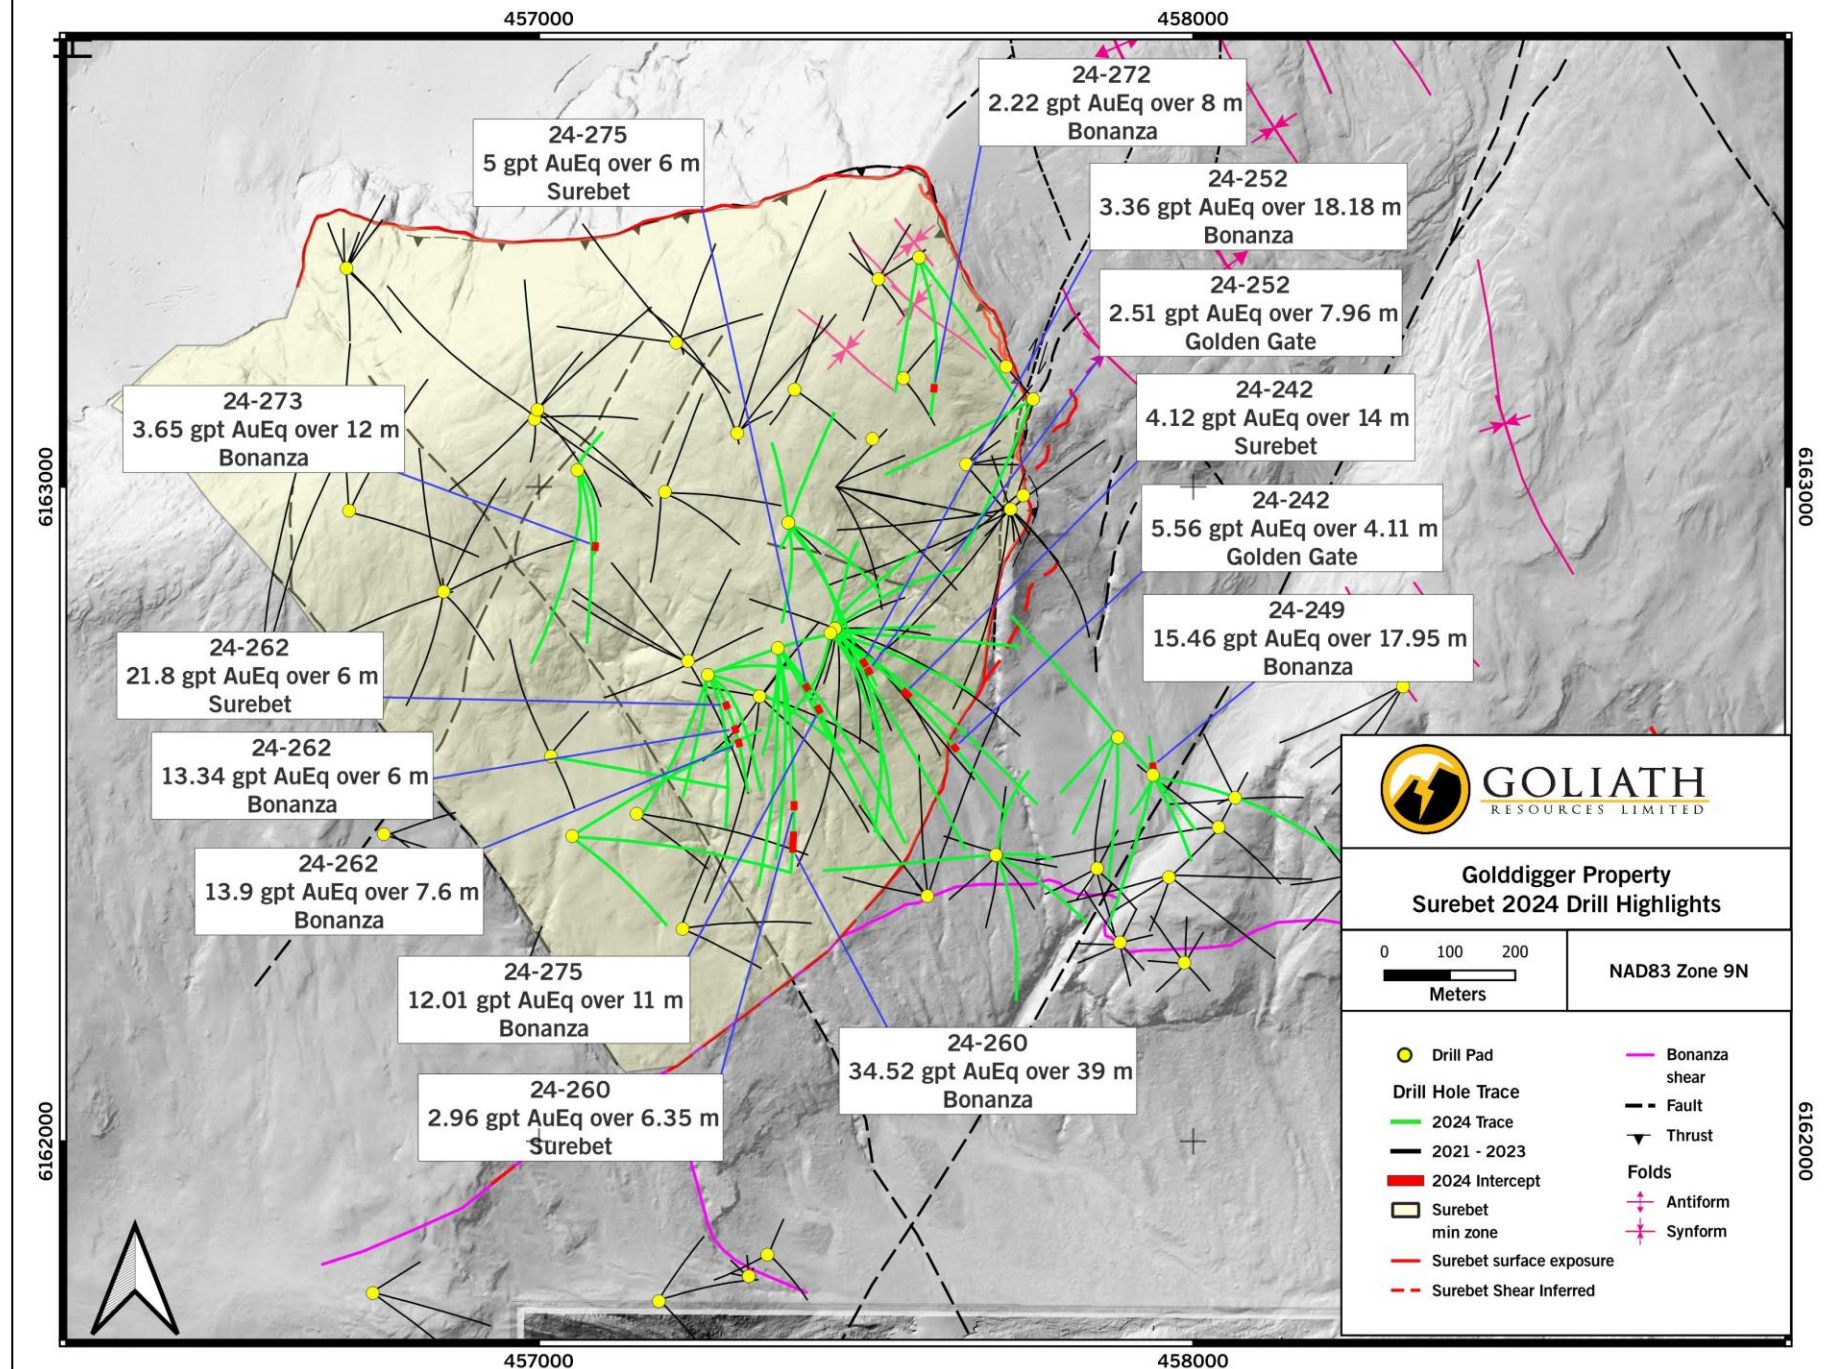 457000
458000
24-272
2.22 gpt AuEq over 8 m
Bonanza
24-275
5 gpt AuEq over 6 m
Surebet
24-252
3.36 gpt AuEq over 18.18 m
Bonanza
24-252
2.51 gpt AuEq over 7.96 m
Golden Gate
24-273
3.65 gpt AuEq over 12 m
Bonanza
24-242
4.12 gpt AuEq over 14 m
Surebet
6163000
6163000
24-242
5.56 gpt AuEq over 4.11 m
Golden Gate
24-249
15.46 gpt AuEq over 17.95 m
Bonanza
24-262
21.8 gpt AuEq over 6 m
Surebet
24-262
13.34 gpt AuEq over 6 m
Bonanza
24-262
13.9 gpt AuEq over 7.6 m
Bonanza
24-275
12.01 gpt AuEq over 11 m
Bonanza
24-260
34.52 gpt AuEq over 39 m
Bonanza
24-260
2.96 gpt AuEq over 6.35 m
Surebet
6162000
6162000
GOLIATH
RESOURCES LIMITED
Golddigger Property
Surebet 2024 Drill Highlights
0 100 200
Meters
NAD83 Zone 9N
Drill Pad
Drill Hole Trace
2024 Trace
2021 - 2023
2024 Intercept
Surebet
min zone
Surebet surface exposure
Surebet Shear Inferred
Bonanza
shear
Fault
Thrust
Folds
Antiform
Synform
457000
458000